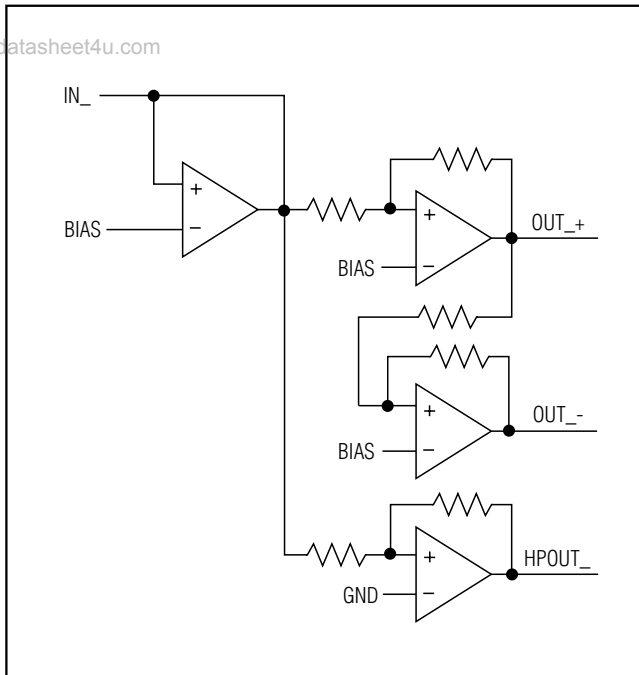 datasheet4u.com
IN_
+
BIAS
−
+
OUT_+
BIAS
−
+
OUT_-
BIAS
−
+
HPOUT_
GND
−